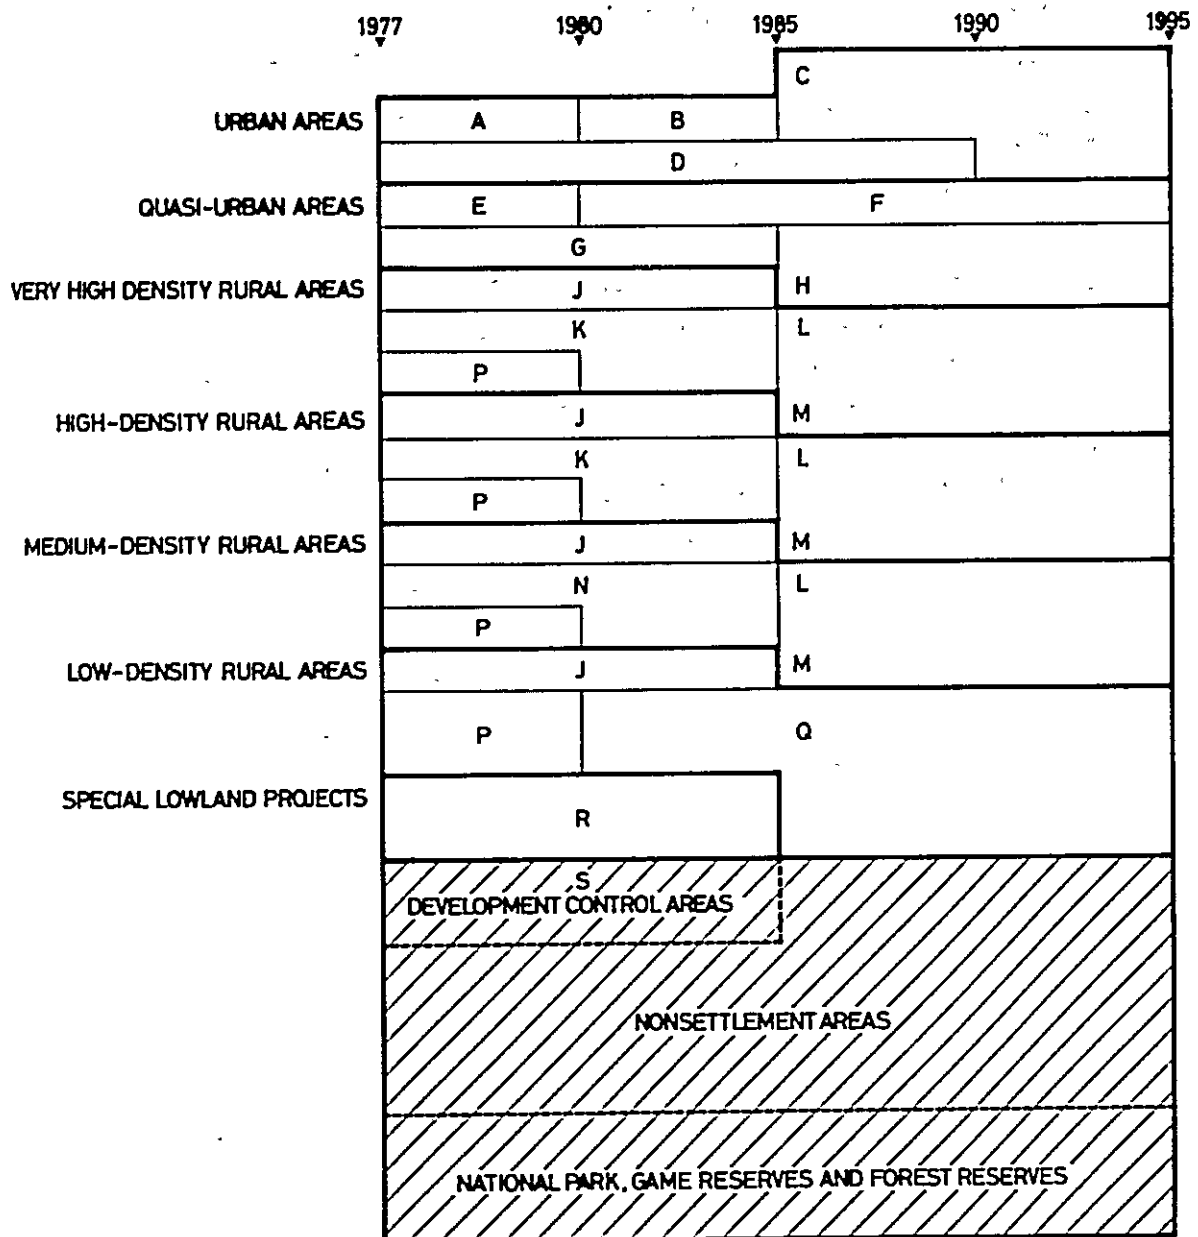 1977 1980 1985 1990 1995
C
URBAN AREAS A B
D
QUASI-URBAN AREAS E F
G
VERY HIGH DENSITY RURAL AREAS J H
K L
P
HIGH-DENSITY RURAL AREAS J M
K L
P
MEDIUM-DENSITY RURAL AREAS J M
N L
P
LOW-DENSITY RURAL AREAS J M
P Q
SPECIAL LOWLAND PROJECTS
R
S
DEVELOPMENT CONTROL AREAS
NONSETTLEMENT AREAS
NATIONAL PARK, GAME RESERVES AND FOREST RESERVES